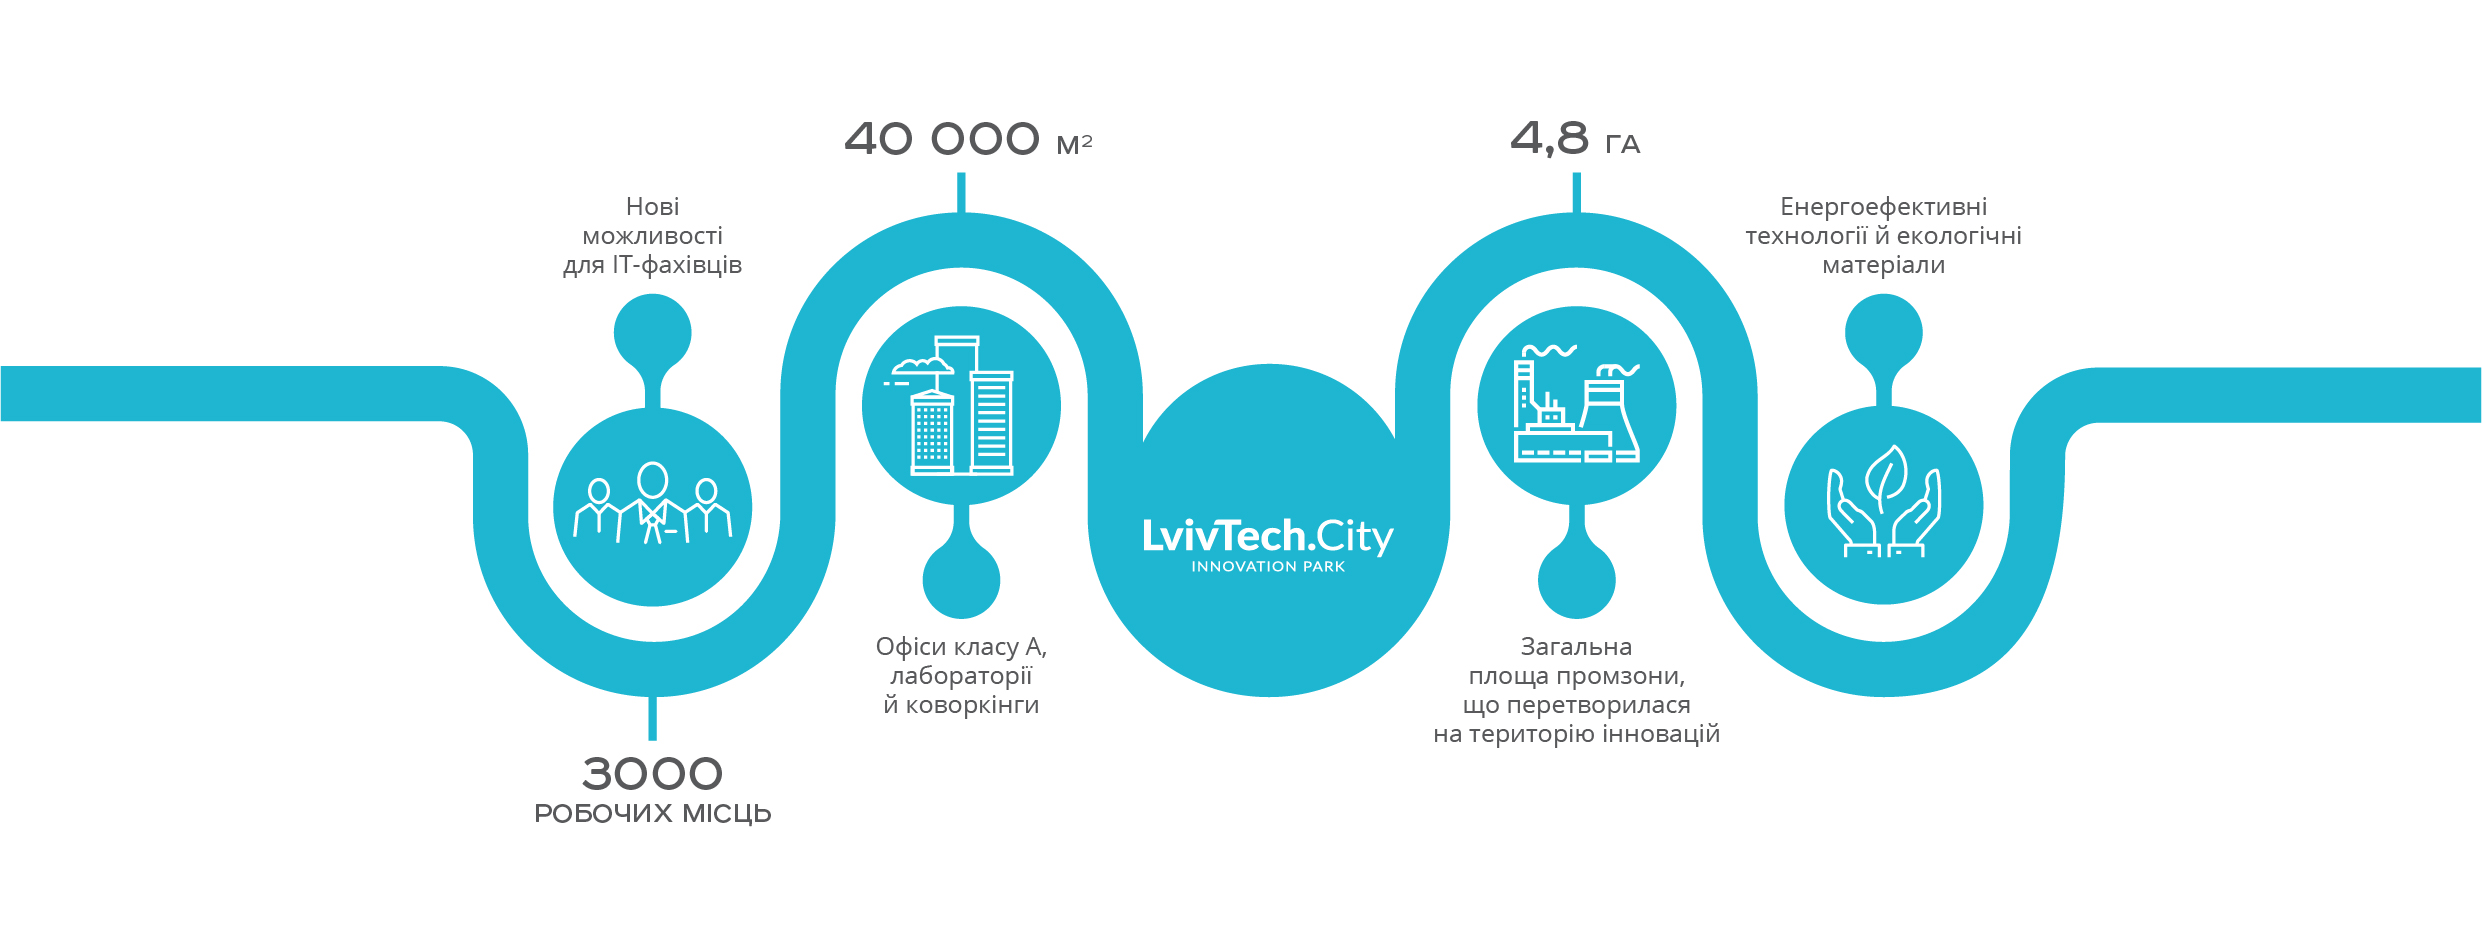 Нові
можливості
для ІТ-фахівців
3000
РОБОЧИХ МІСЦЬ
40 000 м²
Офіси класу А,
лабораторії
й коворкінги
LvivTech.City
INNOVATION PARK
4,8 ГА
Загальна
площа промзони,
що перетворилася
на територію інновацій
Енергоефективні
технології й екологічні
матеріали